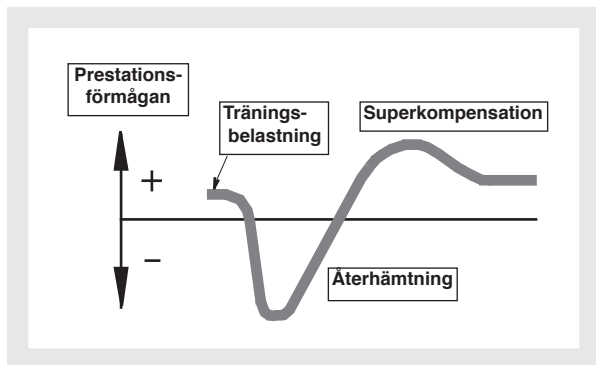 Prestations-
förmågan
Tränings-
belastning
Superkompensation
+
–
Återhämtning